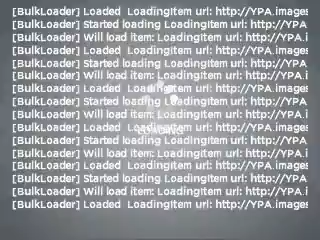 [BulkLoader] Loaded LoadingItem url: http://YPA.images
[BulkLoader] Started loading LoadingItem url: http://YPA
[BulkLoader] Will load item: LoadingItem url: http://YPA.i
[BulkLoader] Loaded LoadingItem url: http://YPA.images
[BulkLoader] Started loading LoadingItem url: http://YPA
[BulkLoader] Will load item: LoadingItem url: http://YPA.i
[BulkLoader] Loaded LoadingItem url: http://YPA.images
[BulkLoader] Started loading LoadingItem url: http://YPA
[BulkLoader] Will load item: LoadingItem url: http://YPA.i
[BulkLoader] Loaded LoadingItem url: http://YPA.images
LOADING
[BulkLoader] Started loading LoadingItem url: http://YPA
[BulkLoader] Will load item: LoadingItem url: http://YPA.i
[BulkLoader] Loaded LoadingItem url: http://YPA.images
[BulkLoader] Started loading LoadingItem url: http://YPA
[BulkLoader] Will load item: LoadingItem url: http://YPA.i
[BulkLoader] Loaded LoadingItem url: http://YPA.images